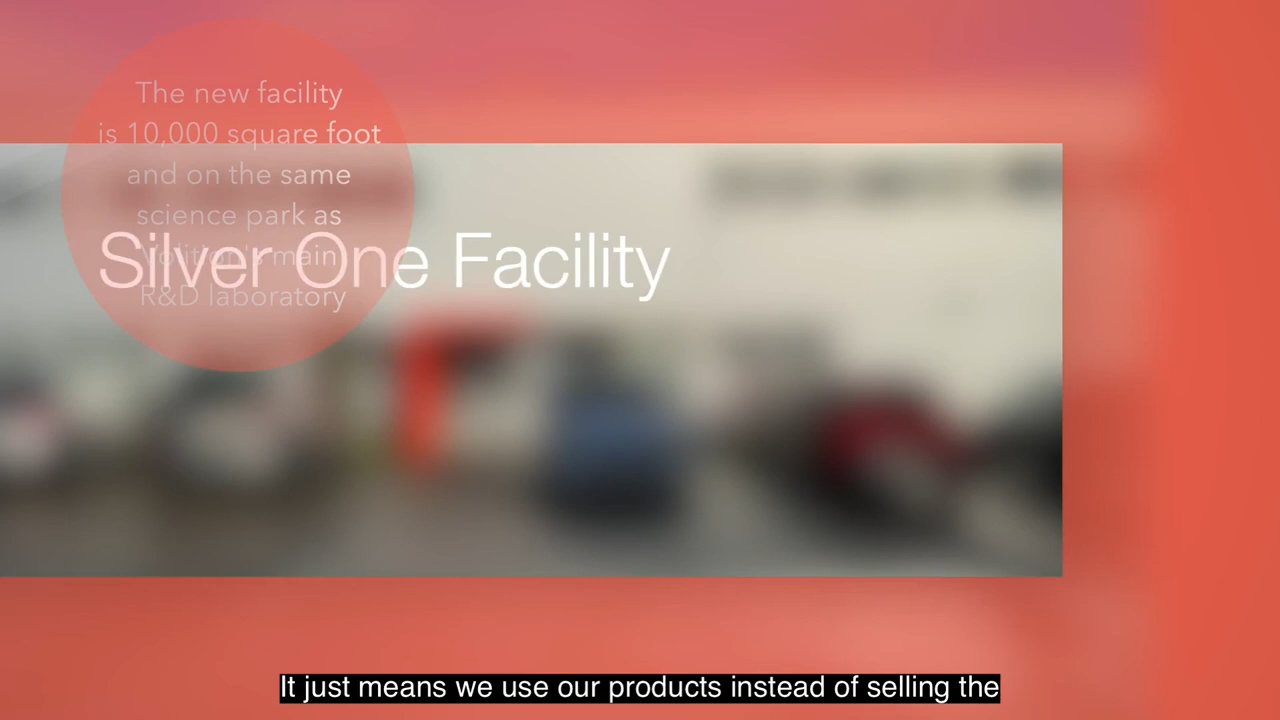 The new facility
is 10,000 square foot
and on the same
science park as
Volition's main
R&D laboratory
Silver One Facility
It just means we use our products instead of selling the